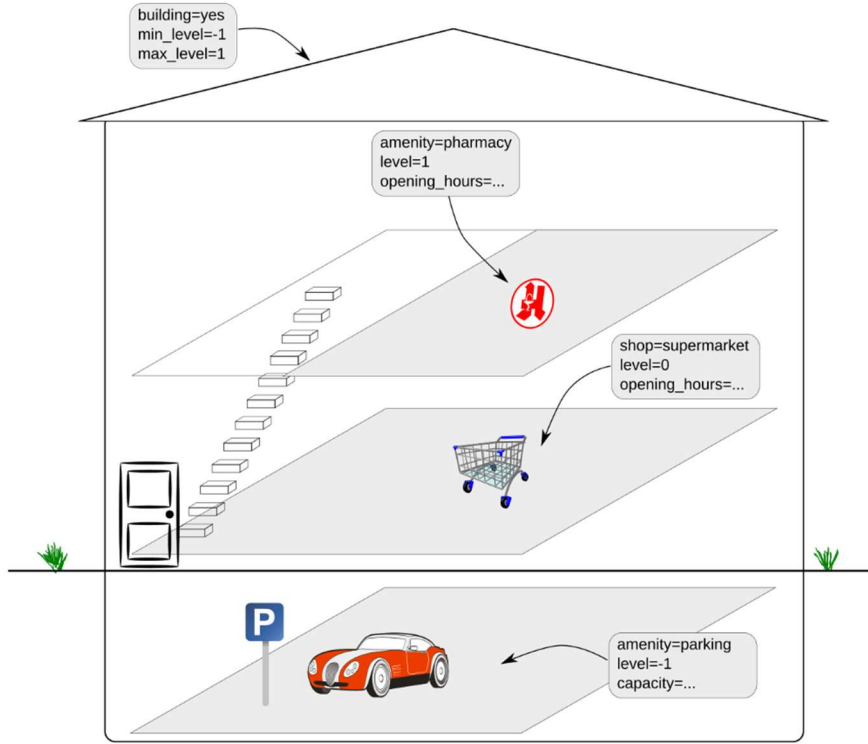 building=yes
min_level=-1
max_level=1
amenity=pharmacy
level=1
opening_hours=...
shop=supermarket
level=0
opening_hours=...
P
amenity=parking
level=-1
capacity=...